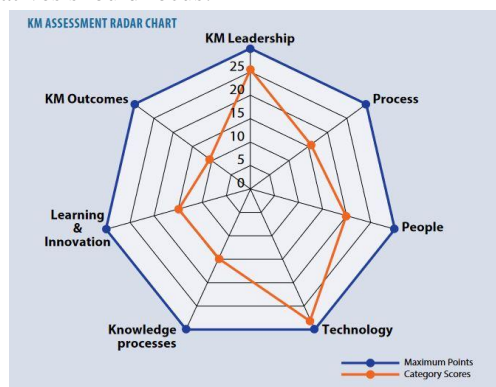 KM ASSESSMENT RADAR CHART
KM Leadership
25
20
15
10
5
0
KM Outcomes
Process
Learning
&
Innovation
People
Knowledge
processes
Technology
Maximum Points
Category Scores